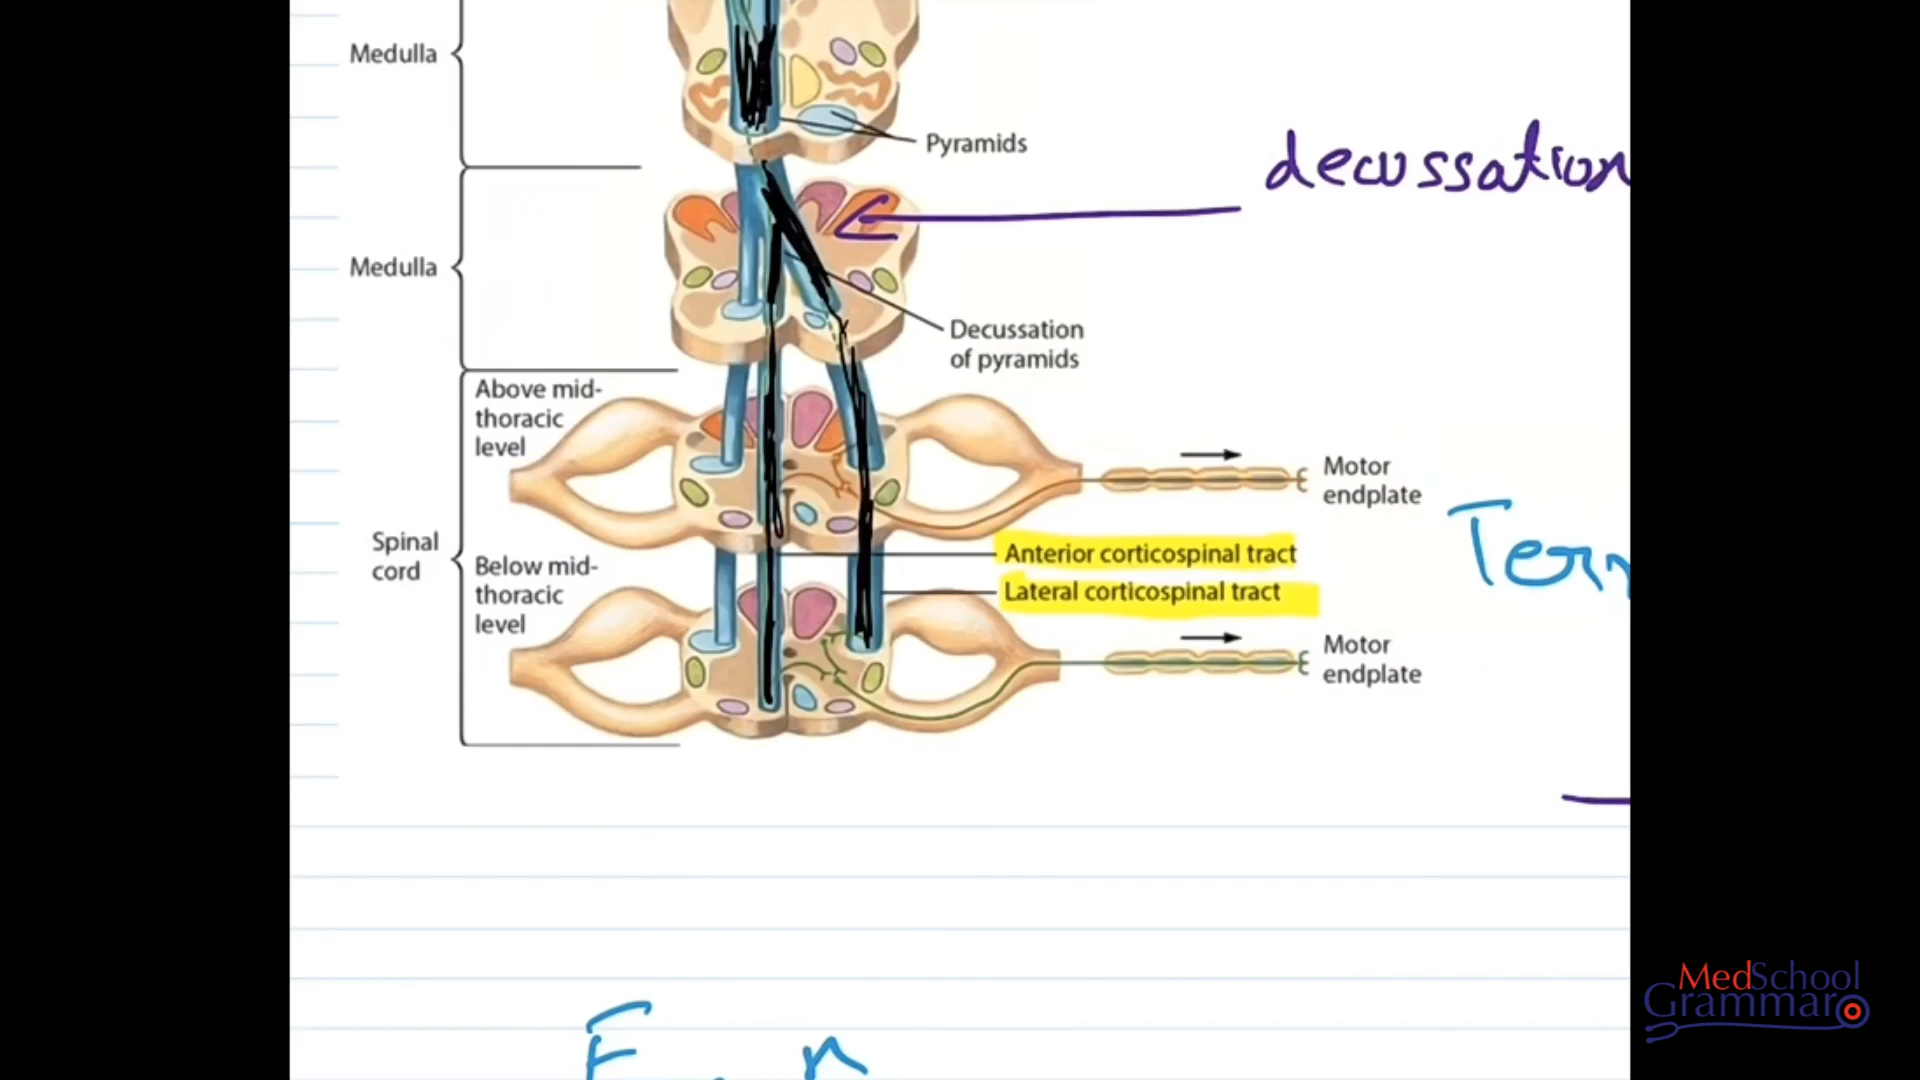 Medulla
Pyramids
decussation
Medulla
Decussation
of pyramids
Above mid-
thoracic
level
Motor
endplate
Spinal
cord
Anterior corticospinal tract
Below mid-
thoracic
level
Lateral corticospinal tract
Motor
endplate
MedSchool
Grammar